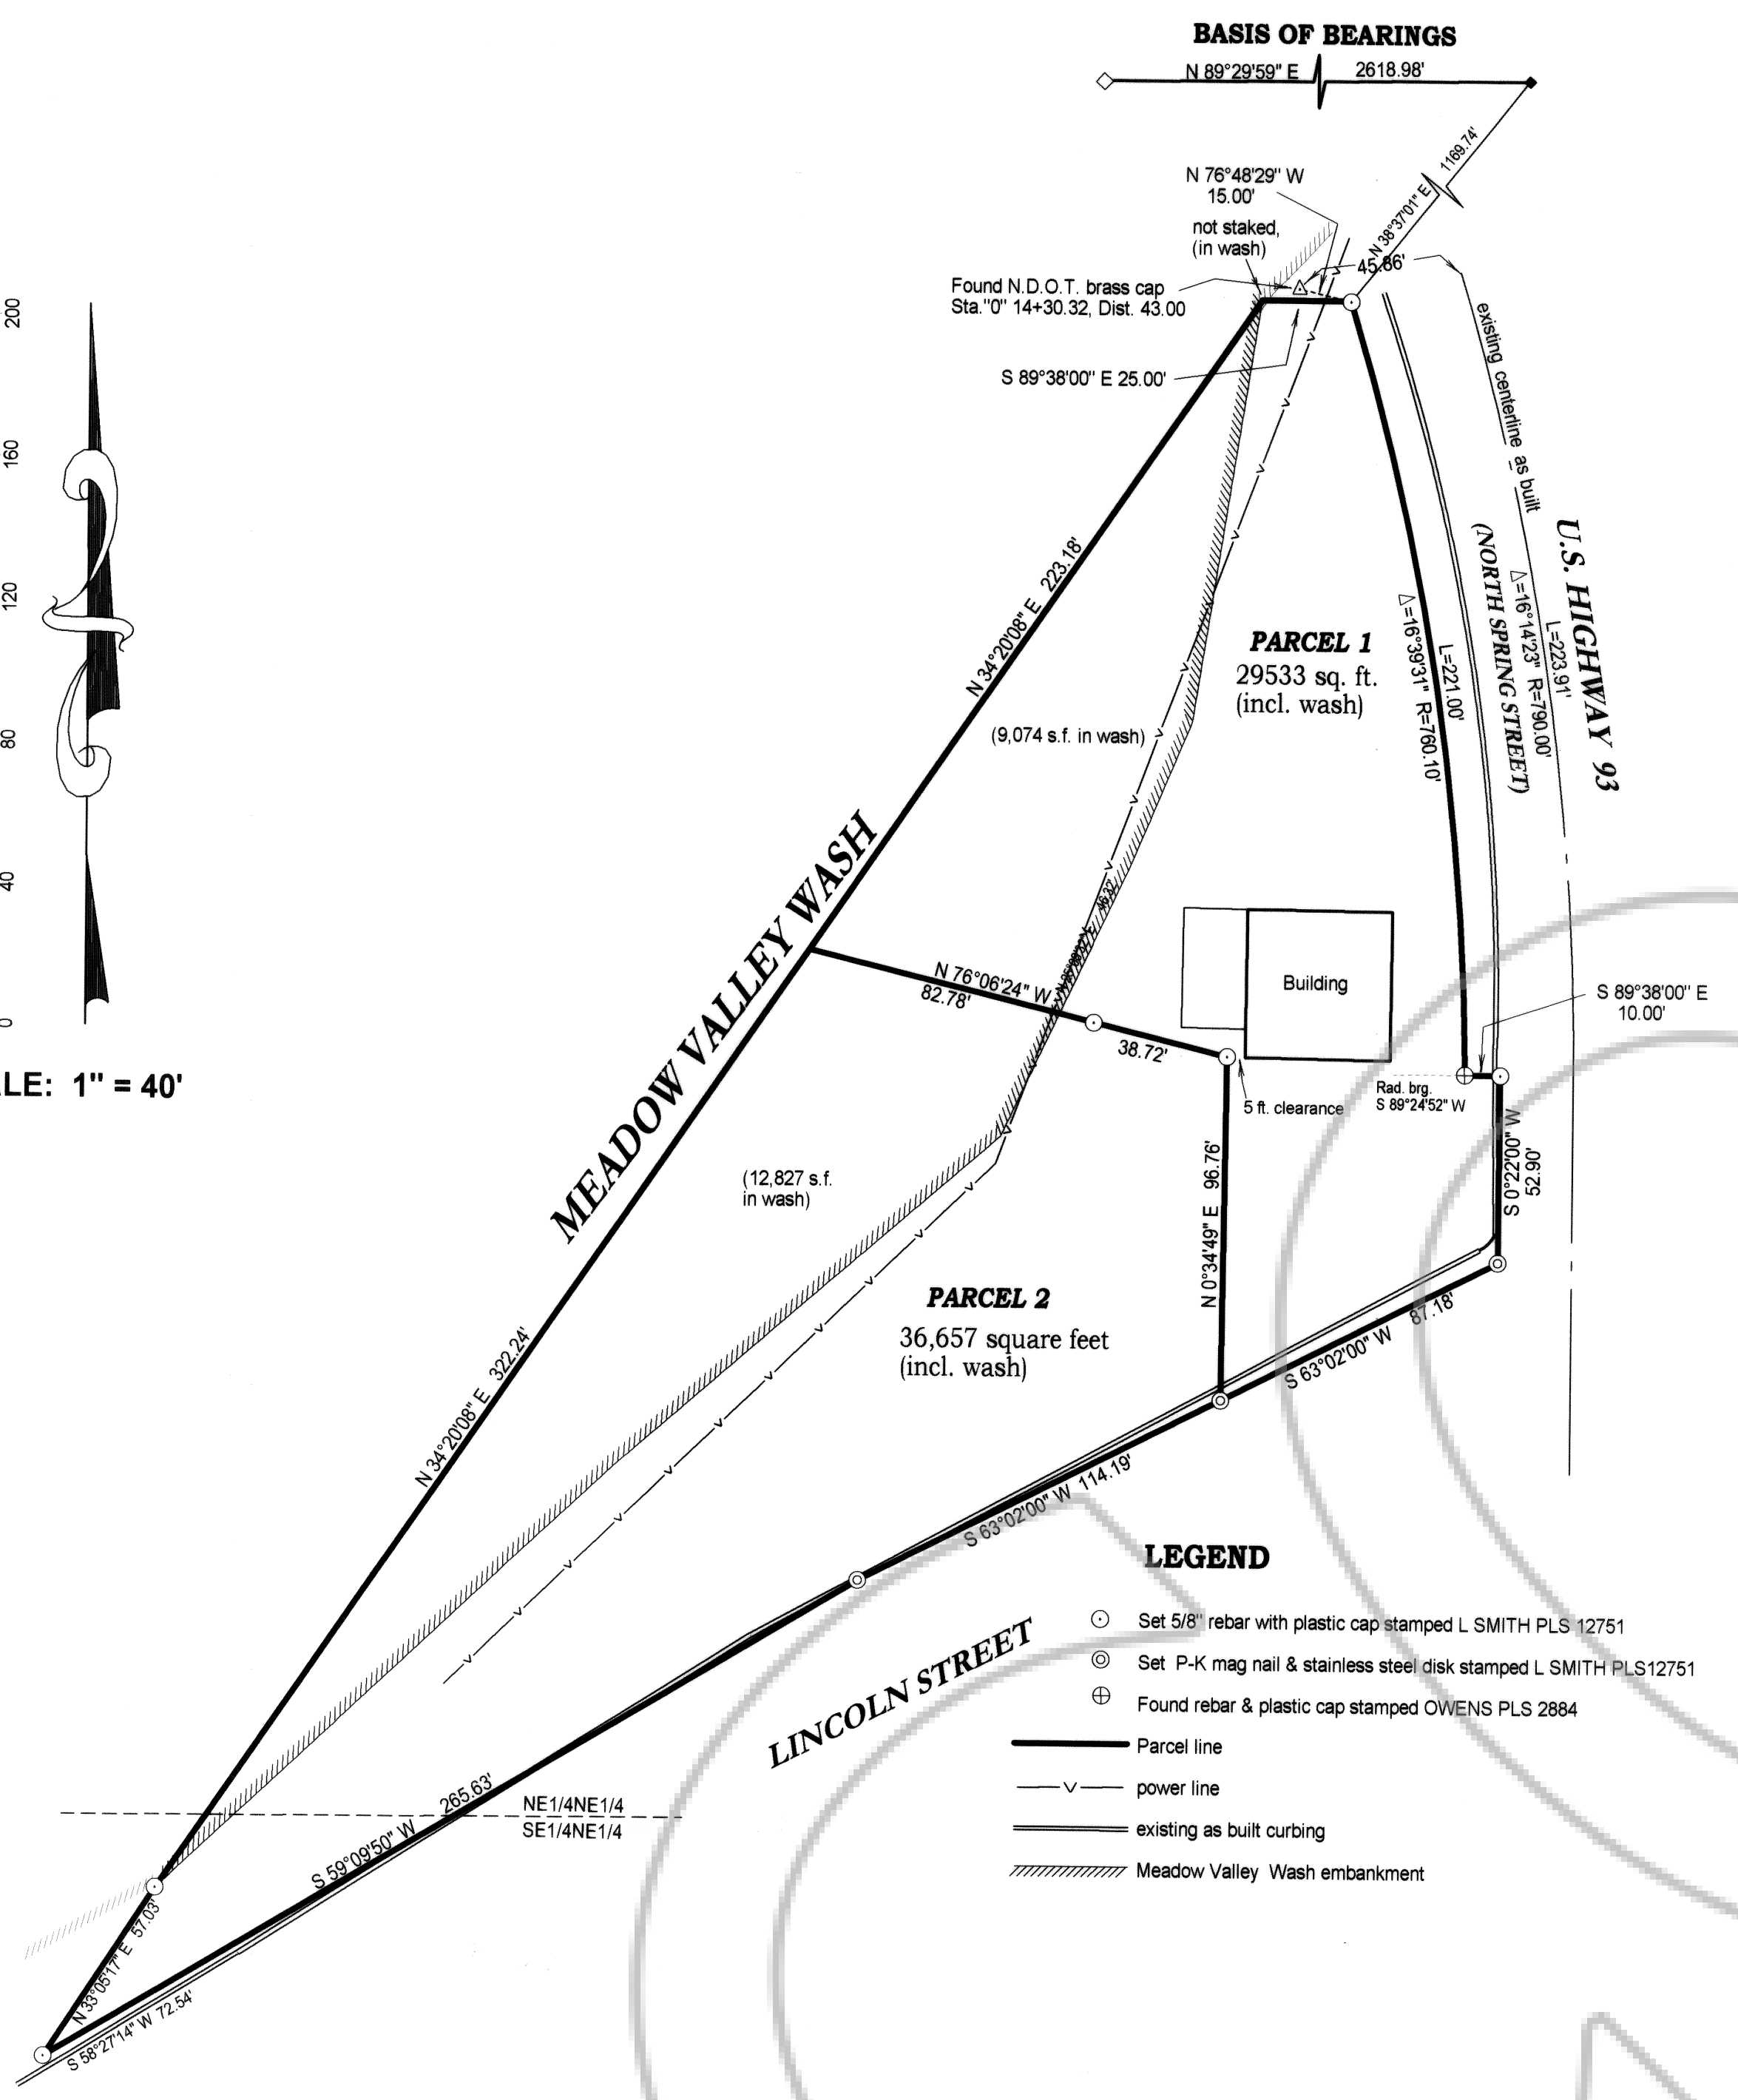 BASIS OF BEARINGS
N 89°29'59" E 2618.98'
1169.74'
N 38°37'01" E
N 76°48'29" W
15.00'
not staked,
(in wash)
45.86'
Found N.D.O.T. brass cap
Sta."0" 14+30.32, Dist. 43.00
S 89°38'00" E 25.00'
existing centerline as built
U.S. HIGHWAY 93
(NORTH SPRING STREET)
L=223.91'
Δ=16°14'23" R=790.00'
L=221.00'
Δ=16°39'31" R=760.10'
200
160
120
80
40
0
LE: 1" = 40'
N 34°20'08" E 223.18'
PARCEL 1
29533 sq. ft.
(incl. wash)
(9,074 s.f. in wash)
MEADOW VALLEY WASH
46.32'
N 76°06'24" W
82.78'
38.72'
Building
S 89°38'00" E
10.00'
Rad. brg.
S 89°24'52" W
5 ft. clearance
S 0°22'00" W
52.90'
N 0°34'49" E 96.76'
(12,827 s.f.
in wash)
PARCEL 2
36,657 square feet
(incl. wash)
S 63°02'00" W 87.18'
N 34°20'08" E 322.24'
S 63°02'00" W 114.19'
LINCOLN STREET
S 59°09'50" W 265.63'
NE1/4NE1/4
SE1/4NE1/4
N 33°05'17" E 57.03'
S 58°27'14" W 72.54'
LEGEND
Set 5/8" rebar with plastic cap stamped L SMITH PLS 12751
Set P-K mag nail & stainless steel disk stamped L SMITH PLS12751
Found rebar & plastic cap stamped OWENS PLS 2884
Parcel line
power line
existing as built curbing
Meadow Valley Wash embankment